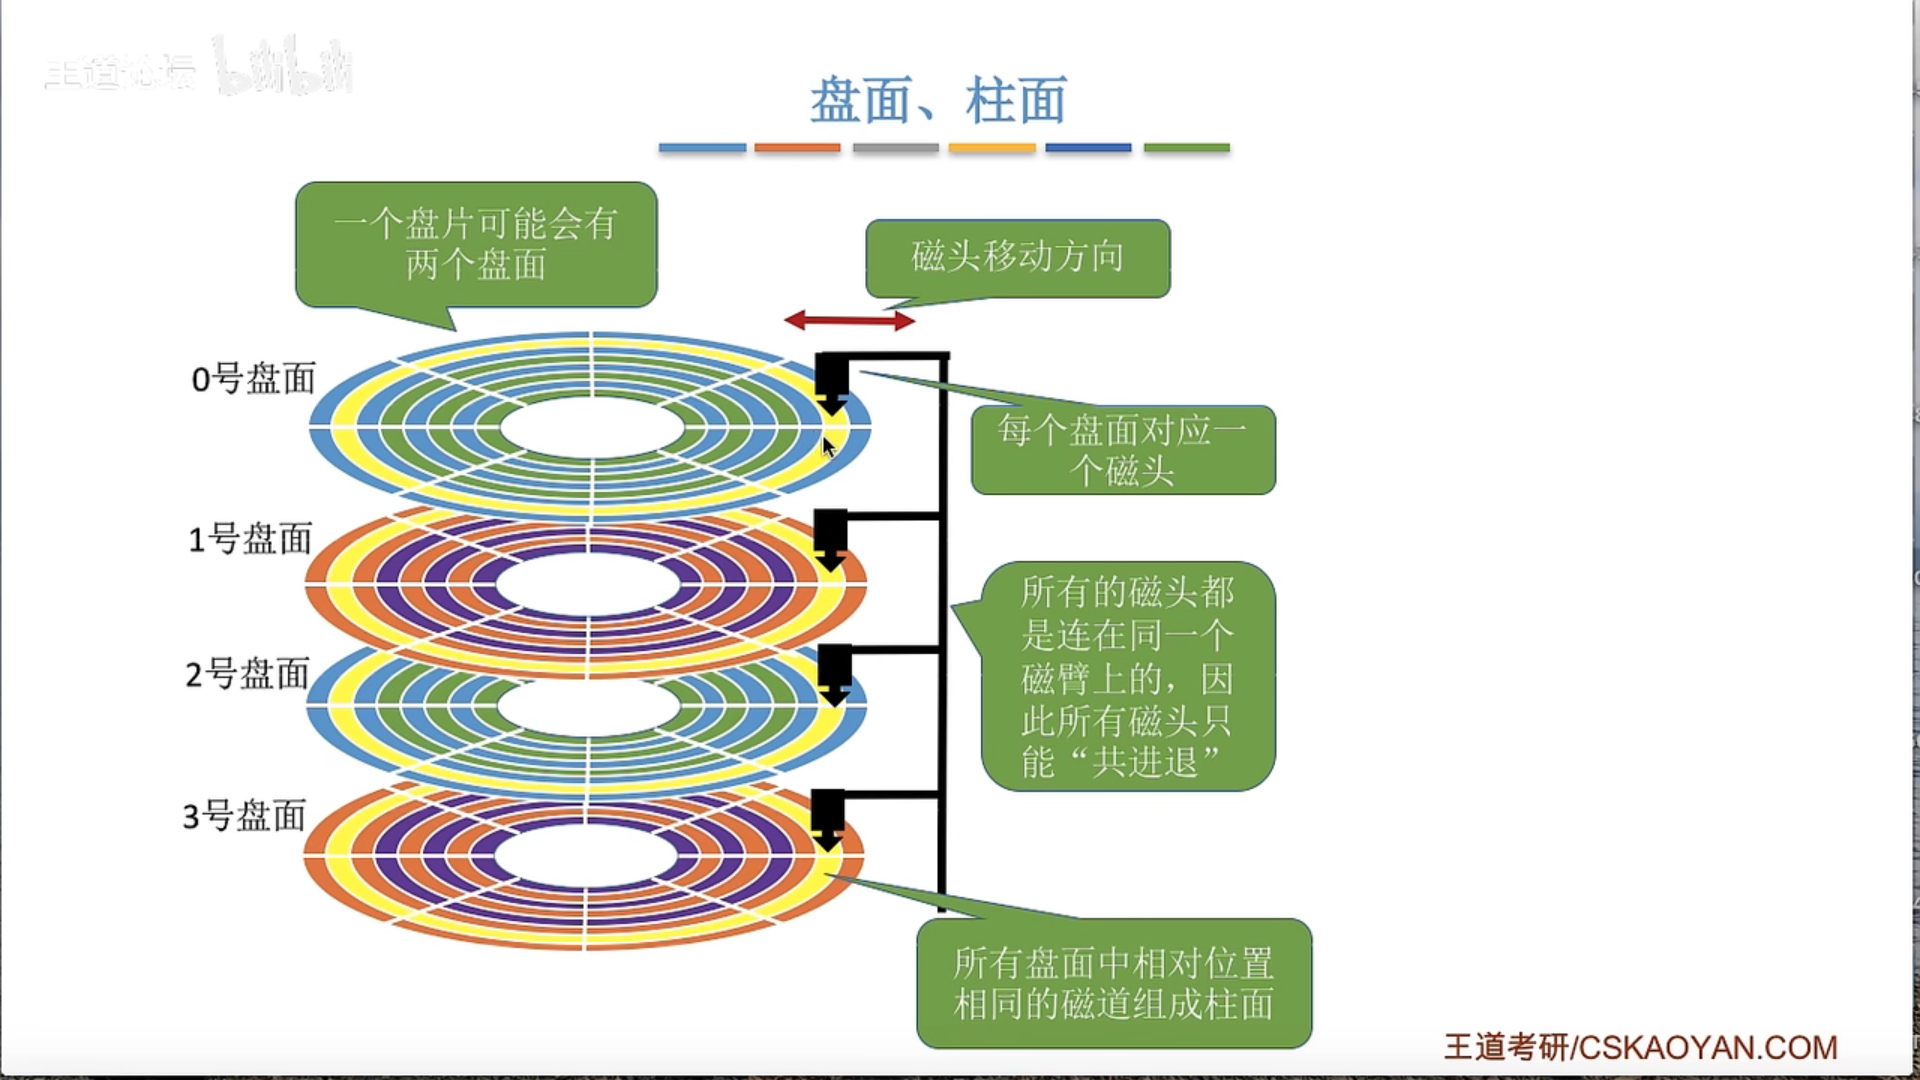 王道论坛 bilibili
盘面、柱面
一个盘片可能会有
两个盘面
磁头移动方向
0号盘面
每个盘面对应一
个磁头
1号盘面
所有的磁头都
是连在同一个
磁臂上的，因
此所有磁头只
能“共进退”
2号盘面
3号盘面
所有盘面中相对位置
相同的磁道组成柱面
王道考研/CSKAOYAN.COM